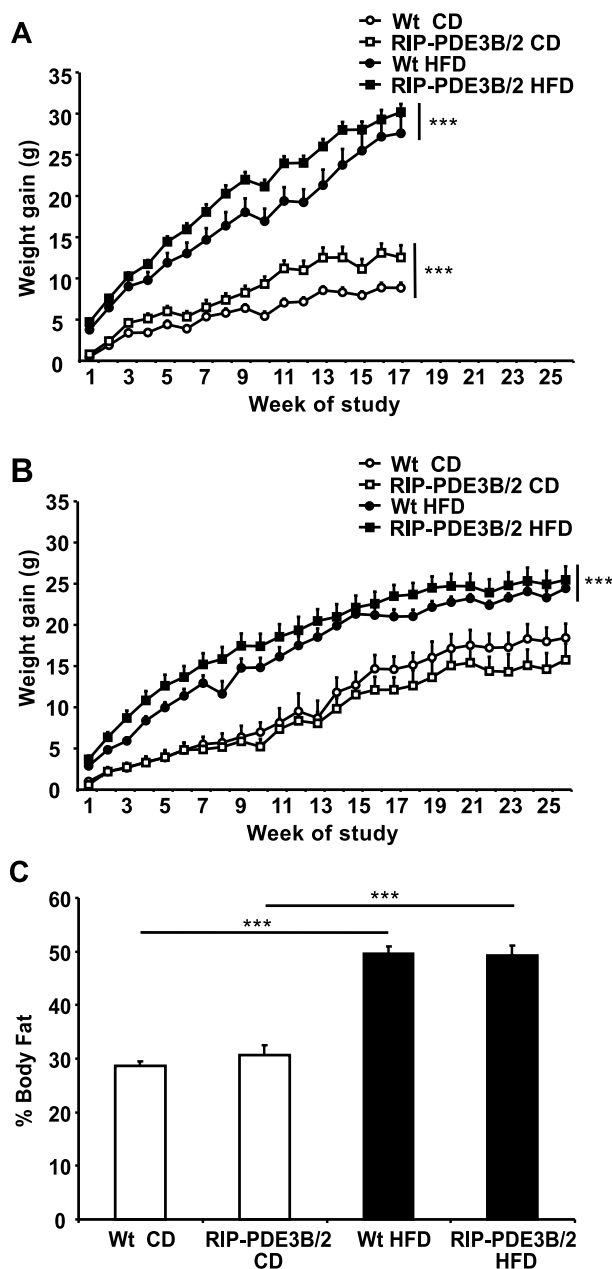 A
Wt CD
RIP-PDE3B/2 CD
Wt HFD
RIP-PDE3B/2 HFD
Weight gain (g)
35
30
25
20
15
10
5
0
***
***
1 3 5 7 9 11 13 15 17 19 21 23 25
Week of study
B
Wt CD
RIP-PDE3B/2 CD
Wt HFD
RIP-PDE3B/2 HFD
Weight gain (g)
35
30
25
20
15
10
5
0
***
1 3 5 7 9 11 13 15 17 19 21 23 25
Week of study
C
% Body Fat
60
50
40
30
20
10
0
***
***
Wt CD
RIP-PDE3B/2
CD
Wt HFD
RIP-PDE3B/2
HFD